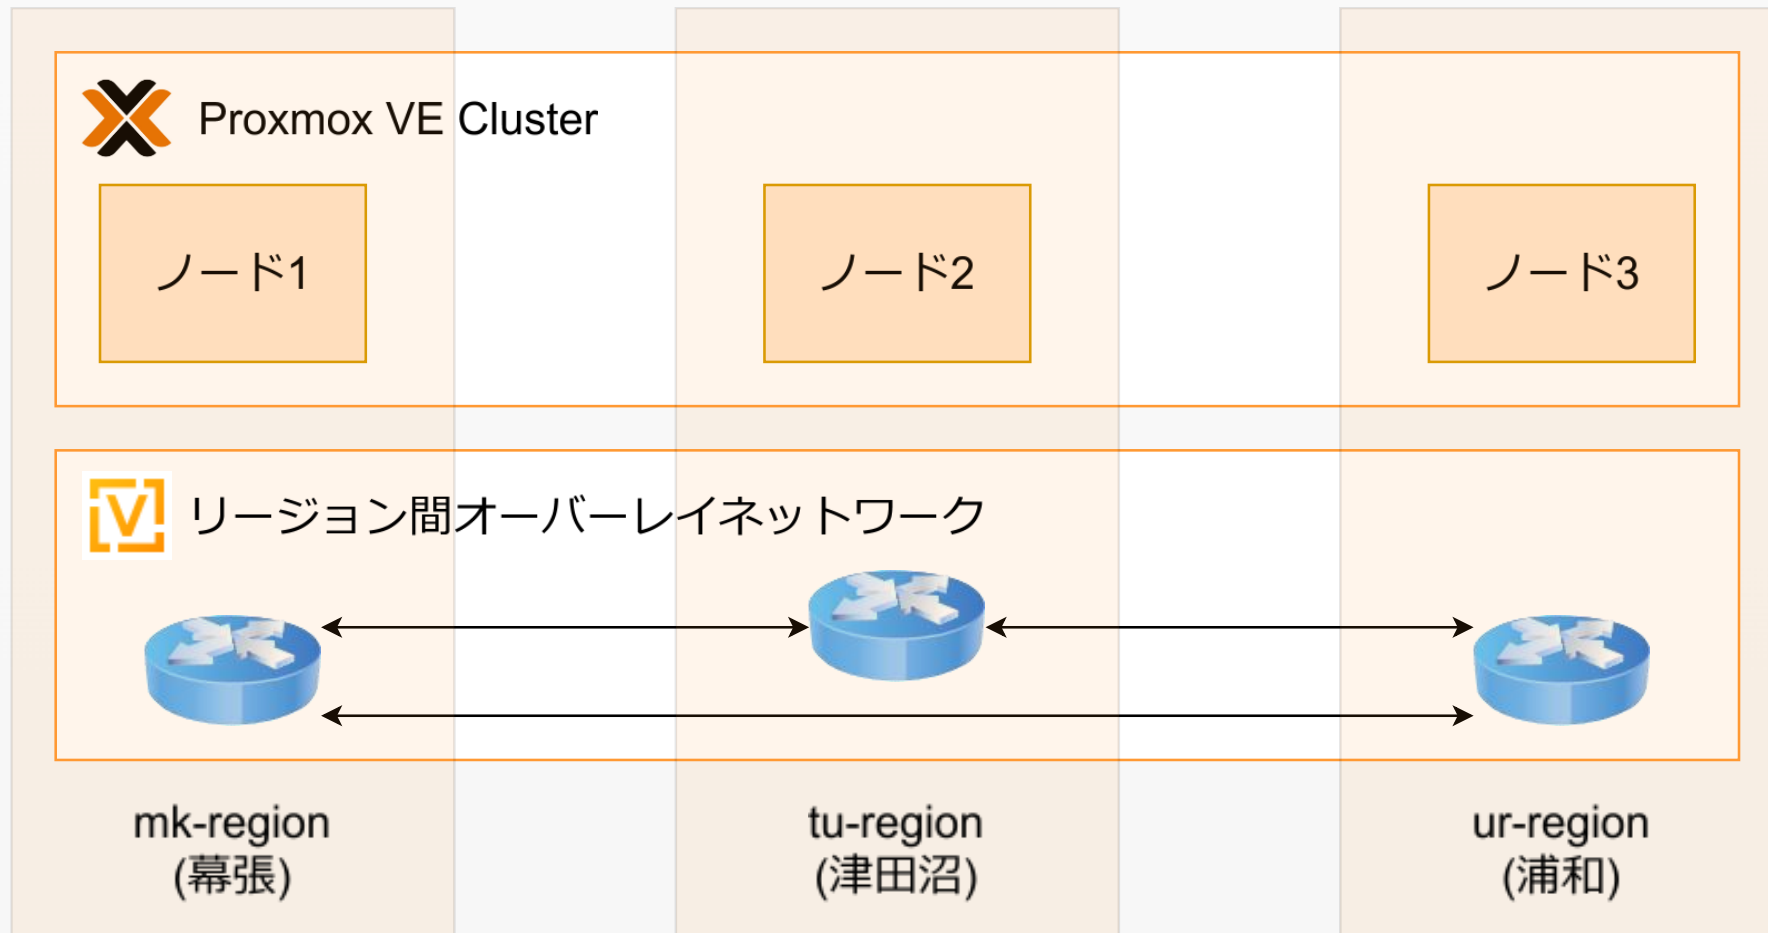 Proxmox VE Cluster
ノード1
ノード2
ノード3
V
リージョン間オーバーレイネットワーク
mk-region
(幕張)
tu-region
(津田沼)
ur-region
(浦和)